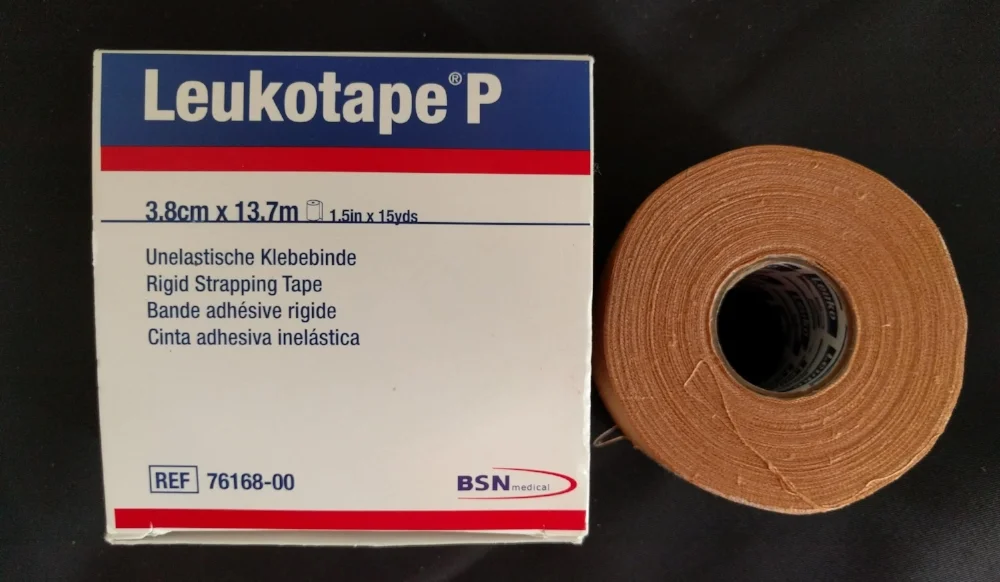 Leukotape® P
3.8cm x 13.7m 1.5in x 15yds
Unelastische Klebebinde
Rigid Strapping Tape
Bande adhésive rigide
Cinta adhesiva inelástica
REF 76168-00
BSN medical
Leuko